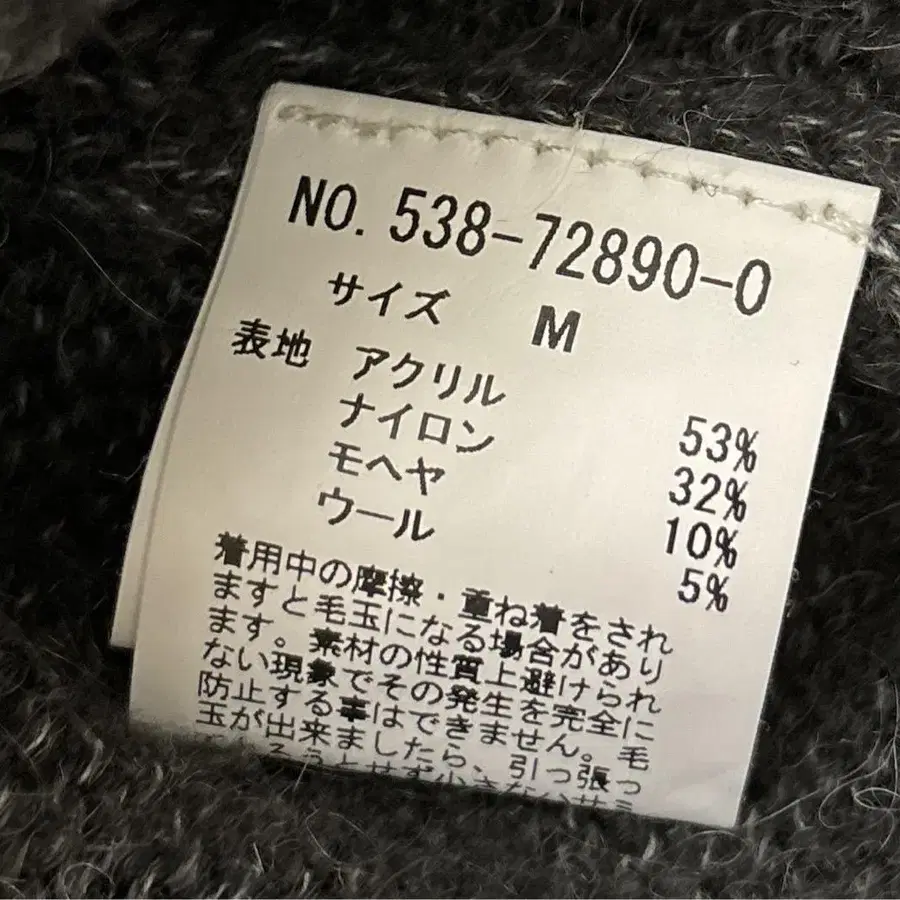 NO. 538-72890-0
サイズ M
表地 アクリル 53%
ナイロン 32%
モヘヤ 10%
ウール 5%
着用中の摩擦・重ね着をされ
ますと毛玉になる場合があり
ます。素材の性質上避けられ
ない現象でその発生を完全に
防止する事はできません。毛
玉が出来ましたら、引っ張っ